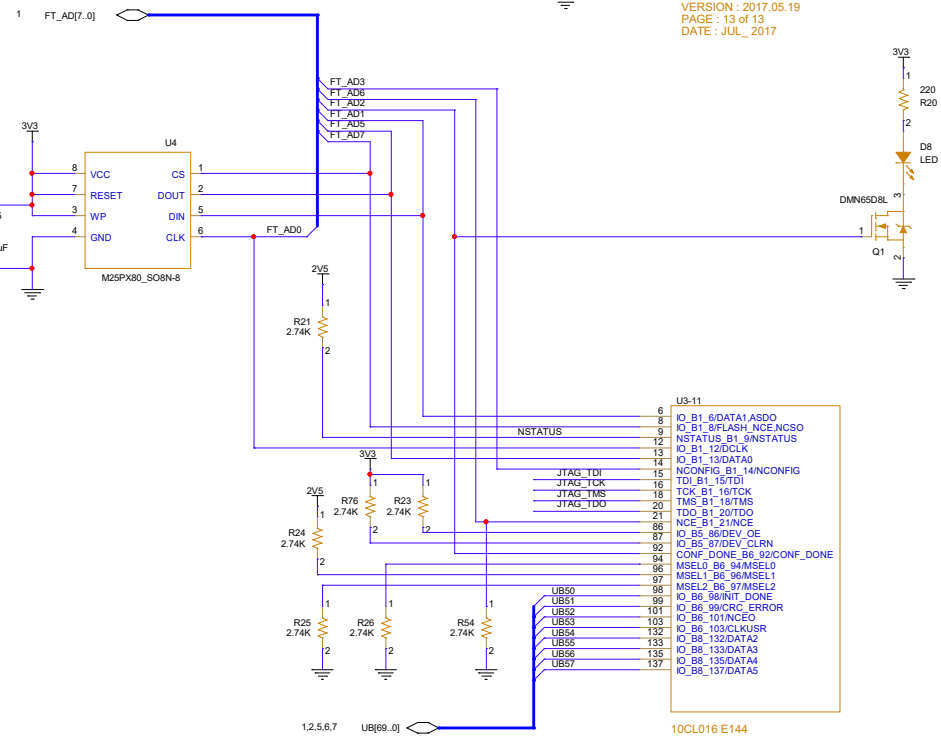 1 FT_AD[7..0]
VERSION : 2017.05.19
PAGE : 13 of 13
DATE : JUL_ 2017
3V3
1
220
R20
2
D8
LED
3
DMN65D8L
1
Q1
2
FT_AD3
FT_AD6
FT_AD2
FT_AD1
FT_AD5
FT_AD7
3V3
U4
8 VCC CS 1
7 RESET DOUT 2
3 WP DIN 5
4 GND CLK 6
FT_AD0
M25PX80_SO8N-8
2V5
1
R21
2.74K
2
U3-11
6 IO_B1_6/DATA1,ASDO
8 IO_B1_8/FLASH_NCE,NCSO
NSTATUS 9 NSTATUS_B1_9/NSTATUS
12 IO_B1_12/DCLK
13 IO_B1_13/DATA0
14 NCONFIG_B1_14/NCONFIG
JTAG_TDI 15 TDI_B1_15/TDI
JTAG_TCK 16 TCK_B1_16/TCK
JTAG_TMS 18 TMS_B1_18/TMS
JTAG_TDO 20 TDO_B1_20/TDO
21 NCE_B1_21/NCE
86 IO_B5_86/DEV_OE
87 IO_B5_87/DEV_CLRN
92 CONF_DONE_B6_92/CONF_DONE
94 MSEL0_B6_94/MSEL0
96 MSEL1_B6_96/MSEL1
97 MSEL2_B6_97/MSEL2
UB50 98 IO_B6_98/INIT_DONE
UB51 99 IO_B6_99/CRC_ERROR
UB52 101 IO_B6_101/NCEO
UB53 103 IO_B6_103/CLKUSR
UB54 132 IO_B8_132/DATA2
UB55 133 IO_B8_133/DATA3
UB56 135 IO_B8_135/DATA4
UB57 137 IO_B8_137/DATA5
3V3
1 1
R76 R23
2.74K 2.74K
2 2
2V5
1
R24
2.74K
2
1 1 1
R25 R26 R54
2.74K 2.74K 2.74K
2 2 2
1,2,5,6,7 UB[69..0]
10CL016 E144